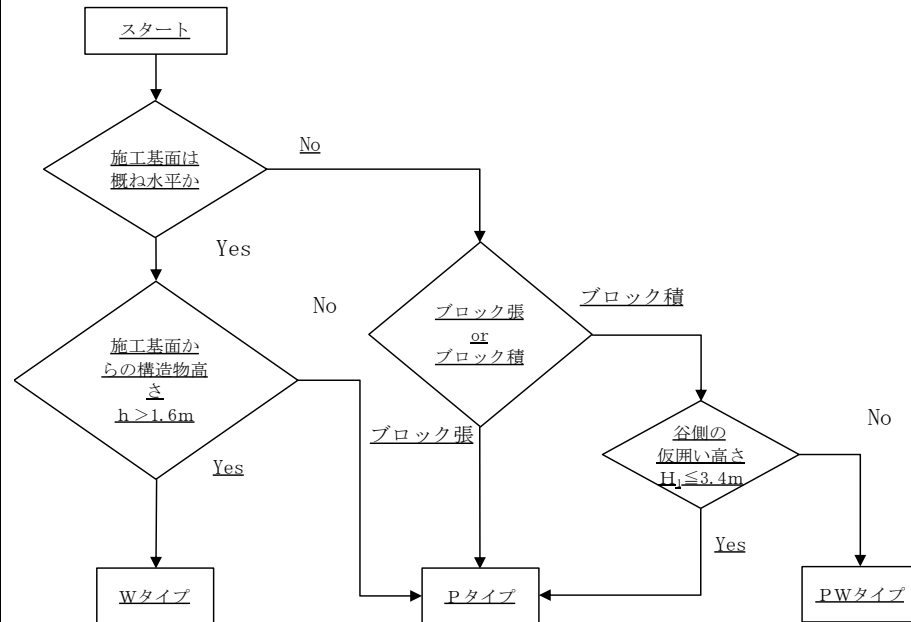 スタート
施工基面は
概ね水平か
No
Yes
ブロック張
or
ブロック積
ブロック積
No
施工基面か
らの構造物高
さ
h＞1.6m
ブロック張
谷側の
仮囲い高さ
H₁≦3.4m
No
Yes
Yes
Wタイプ
Pタイプ
PWタイプ